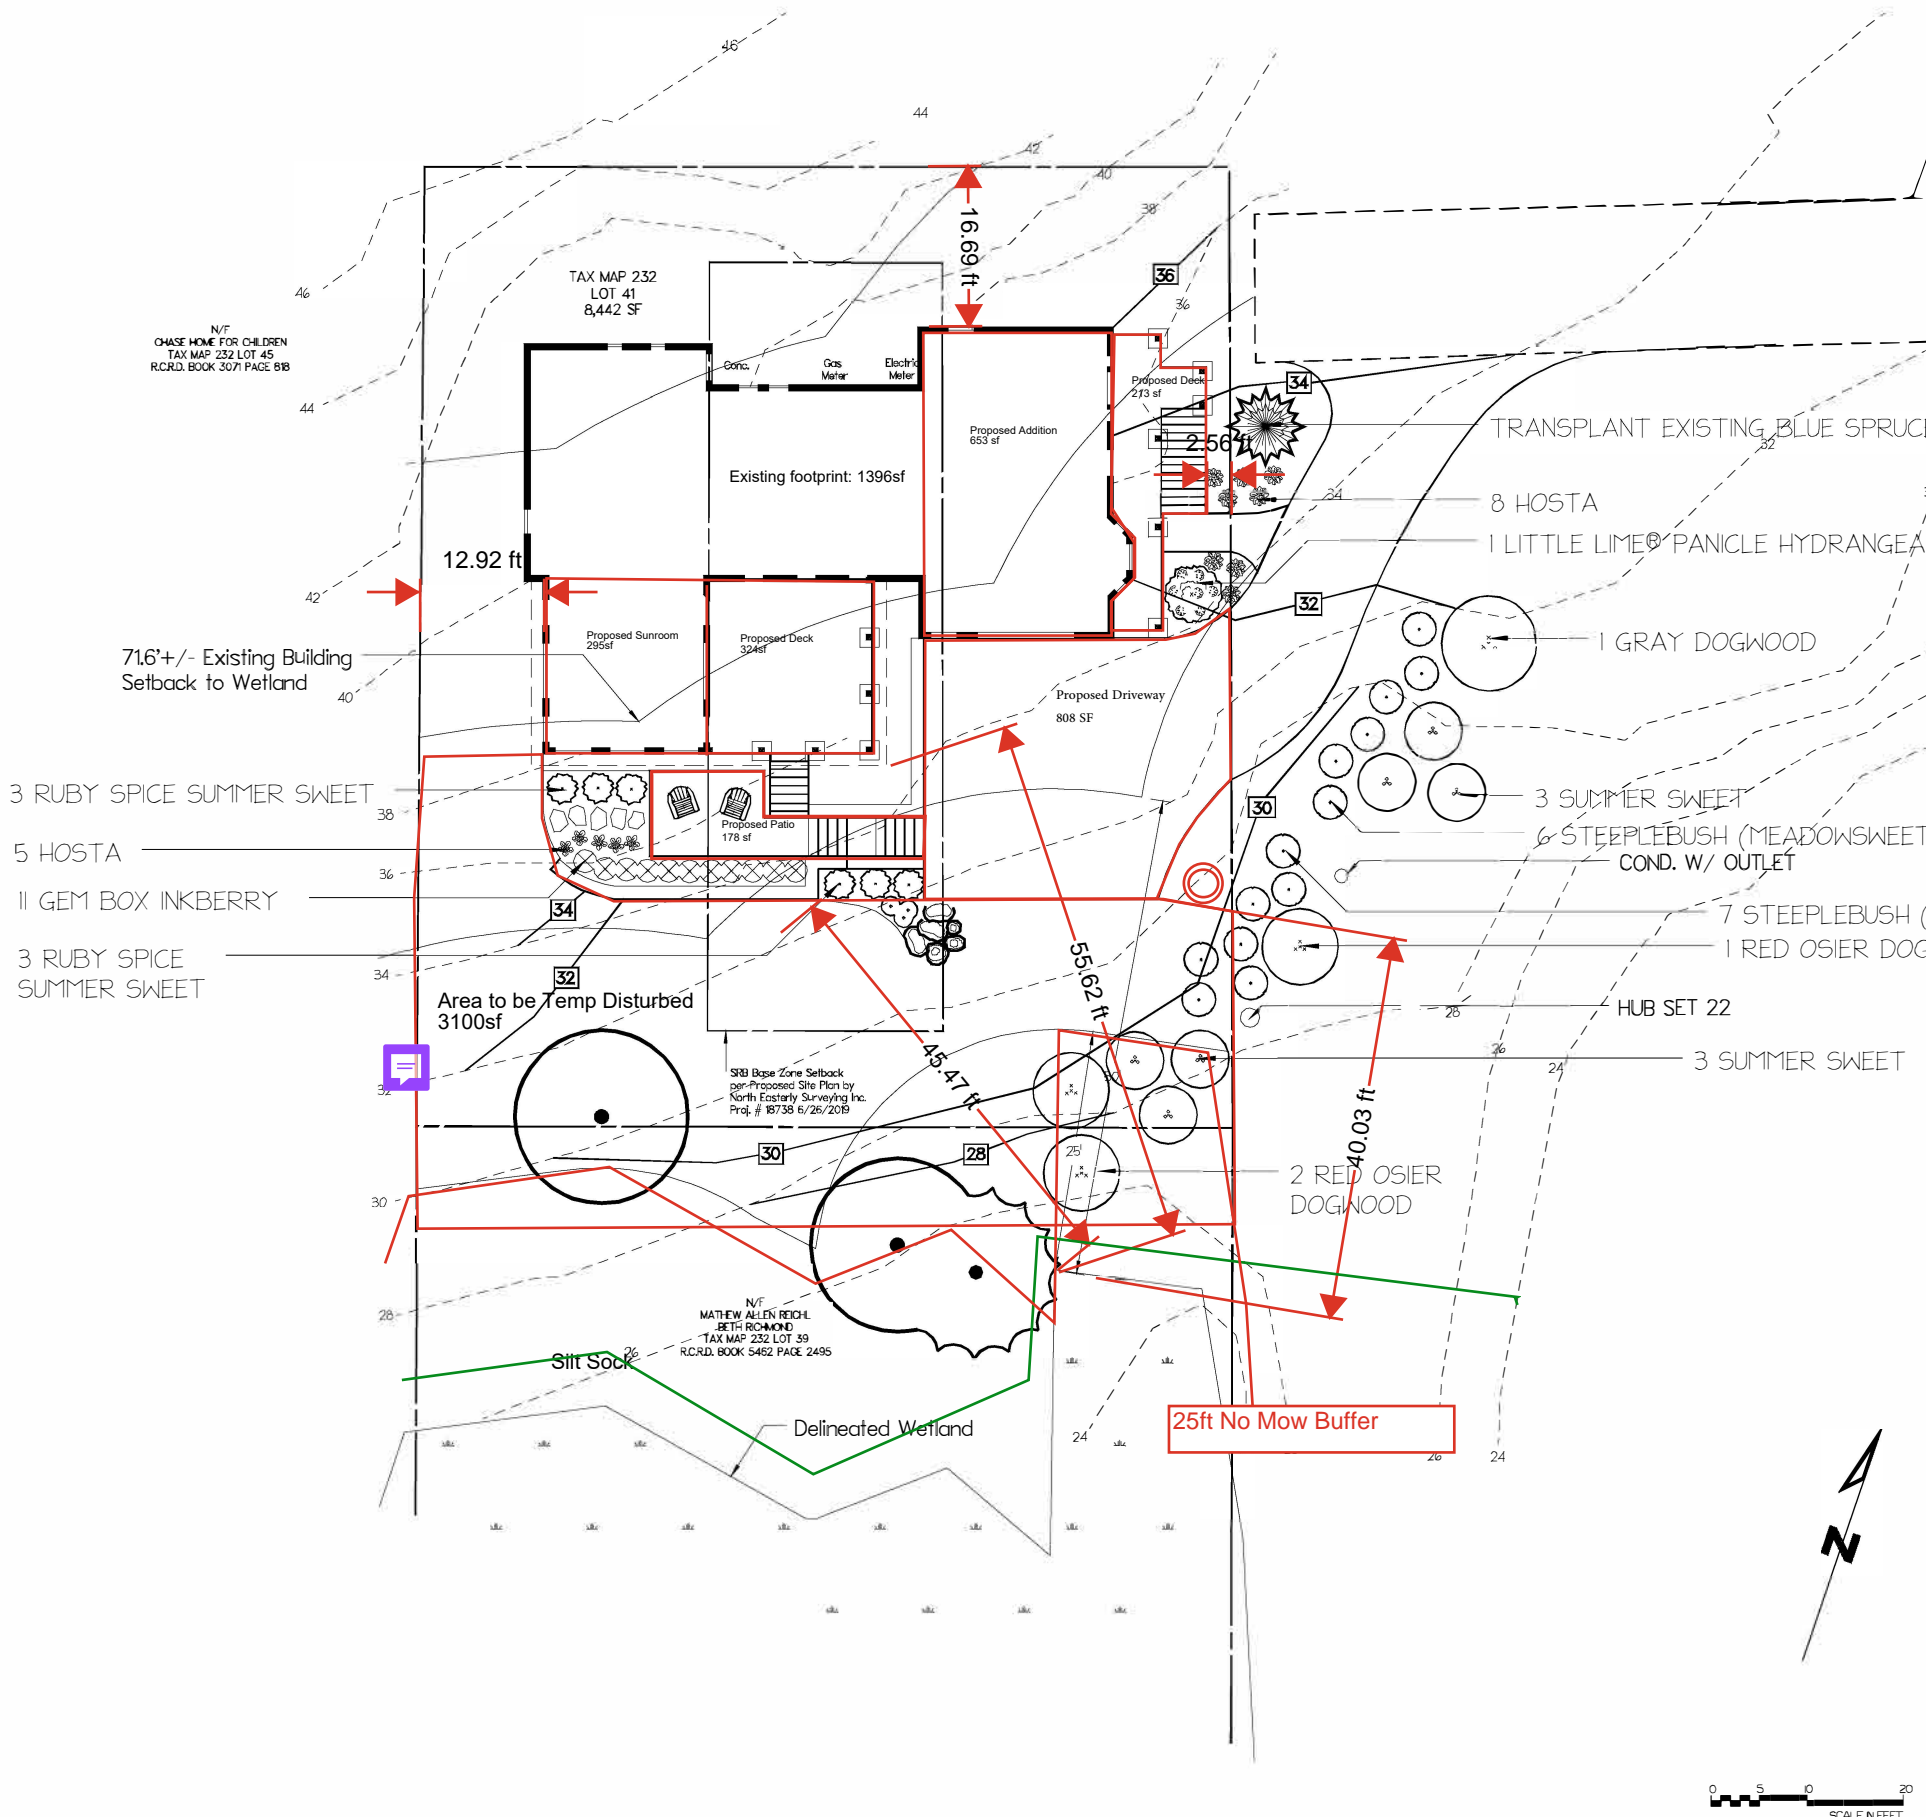 46
44
42
40
38
16.69 ft
36
36
TAX MAP 232
LOT 41
8,442 SF
46
N/F
CHASE HOME FOR CHILDREN
TAX MAP 232 LOT 45
R.C.R.D. BOOK 3071 PAGE 818
Conc.
Gas
Meter
Electric
Meter
Proposed Deck
213 sf
34
44
Proposed Addition
653 sf
TRANSPLANT EXISTING BLUE SPRUCE
32
2.56 ft
Existing footprint: 1396sf
34
8 HOSTA
1 LITTLE LIME® PANICLE HYDRANGEA
12.92 ft
42
32
Proposed Sunroom
295sf
Proposed Deck
324sf
1 GRAY DOGWOOD
71.6'+/- Existing Building
Setback to Wetland
40
Proposed Driveway
808 SF
3 RUBY SPICE SUMMER SWEET
38
3 SUMMER SWEET
30
Proposed Patio
178 sf
6 STEEPLEBUSH (MEADOWSWEET
5 HOSTA
COND. W/ OUTLET
36
11 GEM BOX INKBERRY
34
7 STEEPLEBUSH (
1 RED OSIER DOG
3 RUBY SPICE
SUMMER SWEET
34
32
55.62 ft
Area to be Temp Disturbed
3100sf
28
HUB SET 22
26
24
3 SUMMER SWEET
45.47 ft
30
32
SRB Base Zone Setback
per Proposed Site Plan by
North Easterly Surveying Inc.
Proj. # 18738 6/26/2019
40.03 ft
30
28
25'
2 RED OSIER
DOGWOOD
30
28
N/F
MATHEW ALLEN REICHL
BETH RICHMOND
TAX MAP 232 LOT 39
R.C.R.D. BOOK 5462 PAGE 2495
26
Silt Sock
Delineated Wetland
24
25ft No Mow Buffer
26
24
N
0 5 10 20
SCALE IN FEET